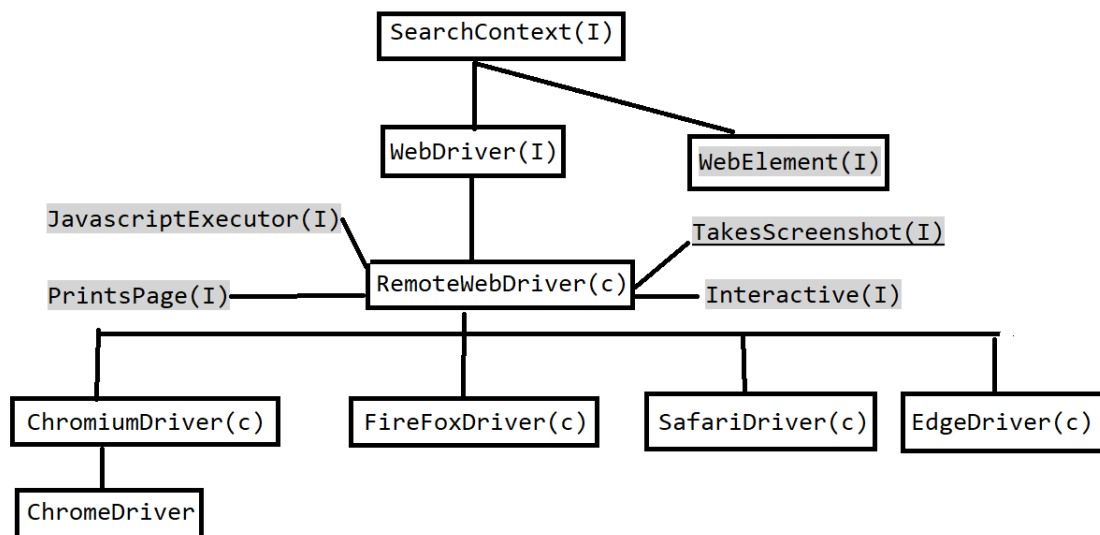 SearchContext(I)
WebDriver(I)
WebElement(I)
JavascriptExecutor(I)
TakesScreenshot(I)
RemoteWebDriver(c)
PrintsPage(I)
Interactive(I)
ChromiumDriver(c)
FireFoxDriver(c)
SafariDriver(c)
EdgeDriver(c)
ChromeDriver